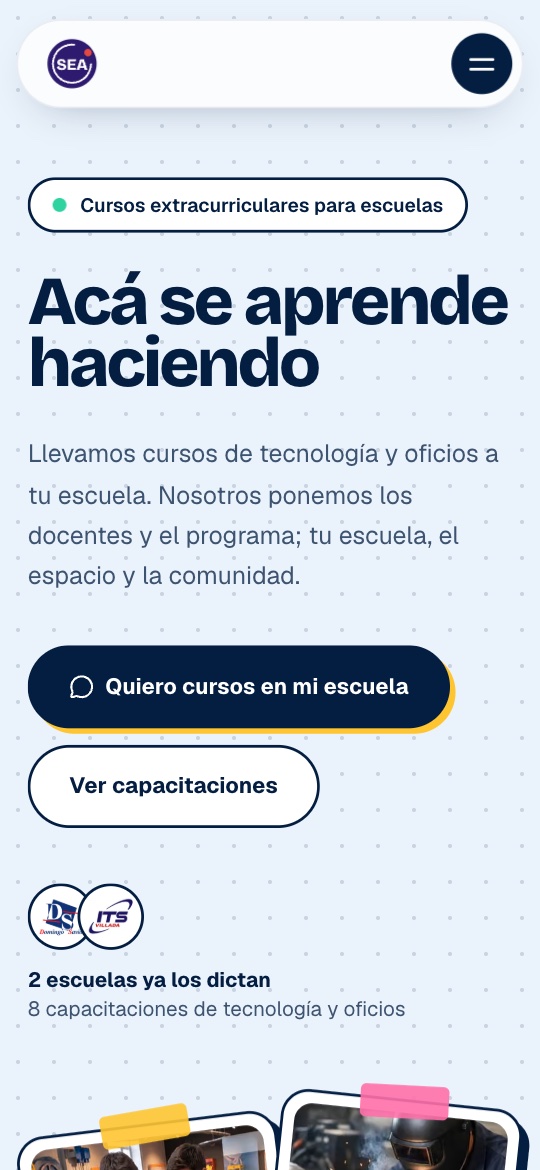 SEA
Cursos extracurriculares para escuelas
Acá se aprende
haciendo
Llevamos cursos de tecnología y oficios a
tu escuela. Nosotros ponemos los
docentes y el programa; tu escuela, el
espacio y la comunidad.
Quiero cursos en mi escuela
Ver capacitaciones
DS
Domingo
ITS
VILLADA
2 escuelas ya los dictan
8 capacitaciones de tecnología y oficios